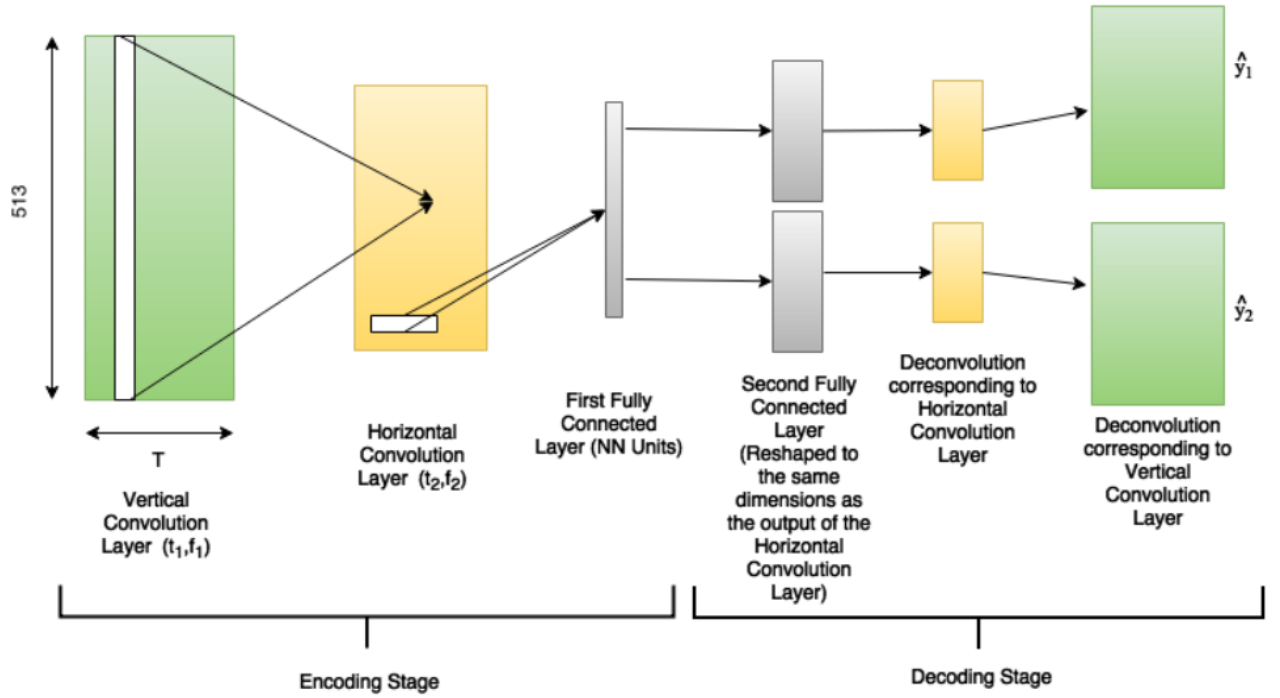 513
T
Vertical
Convolution
Layer (t₁,f₁)
Horizontal
Convolution
Layer (t₂,f₂)
First Fully
Connected
Layer (NN Units)
Second Fully
Connected
Layer
(Reshaped to
the same
dimensions as
the output of the
Horizontal
Convolution
Layer)
Deconvolution
corresponding to
Horizontal
Convolution
Layer
ŷ₁
ŷ₂
Deconvolution
corresponding to
Vertical
Convolution
Layer
Encoding Stage
Decoding Stage